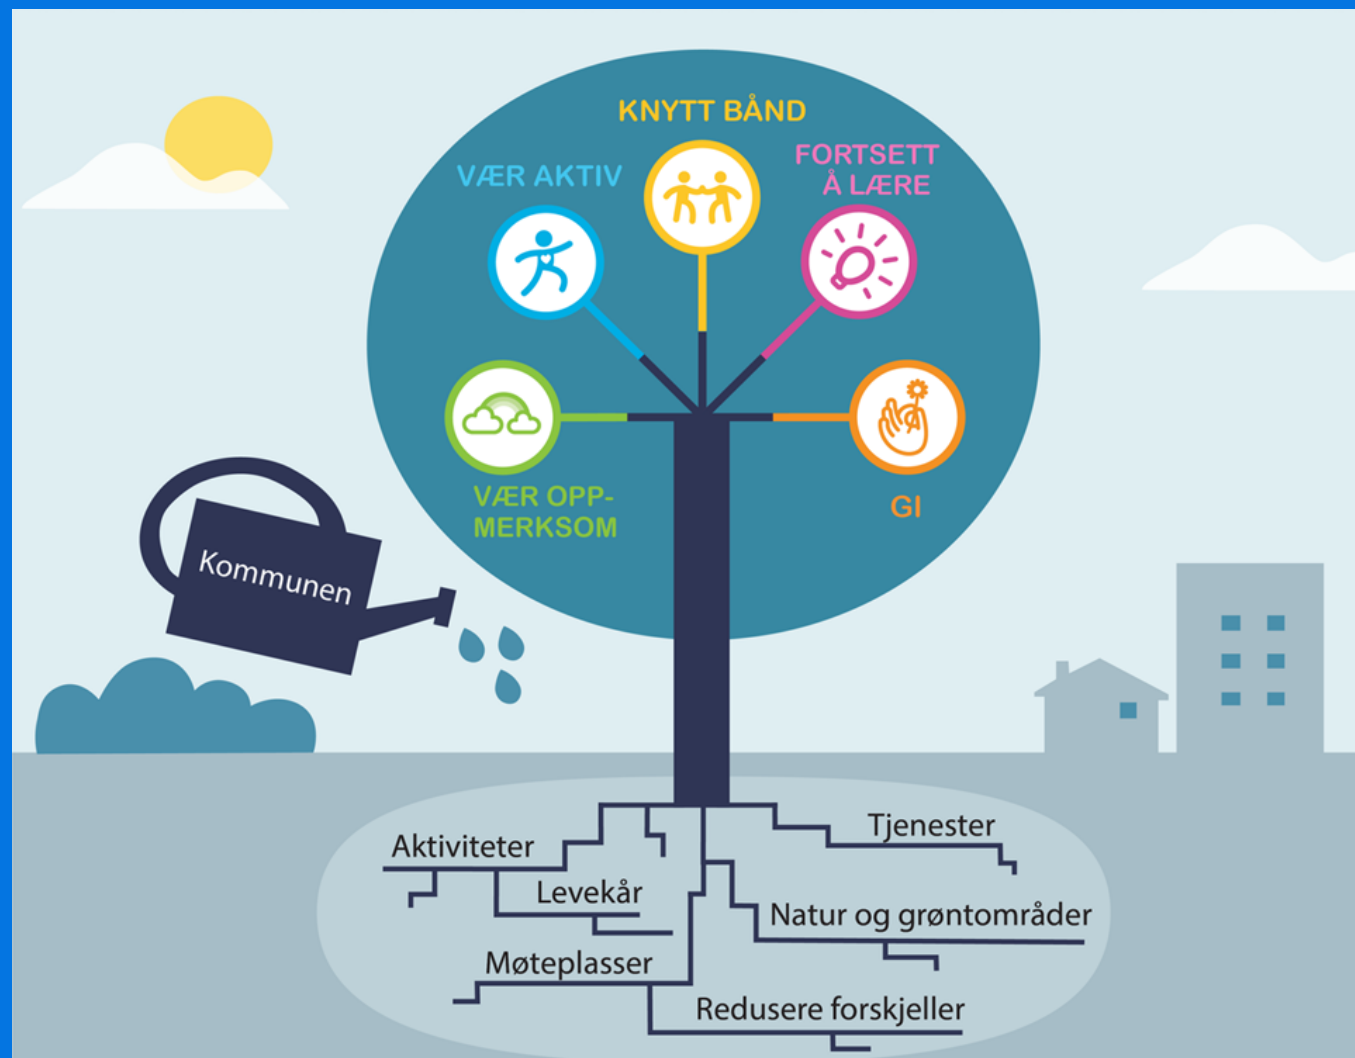 KNYTT BÅND
VÆR AKTIV
FORTSETT
Å LÆRE
VÆR OPP-
MERKSOM
GI
Kommunen
Aktiviteter
Tjenester
Levekår
Natur og grøntområder
Møteplasser
Redusere forskjeller